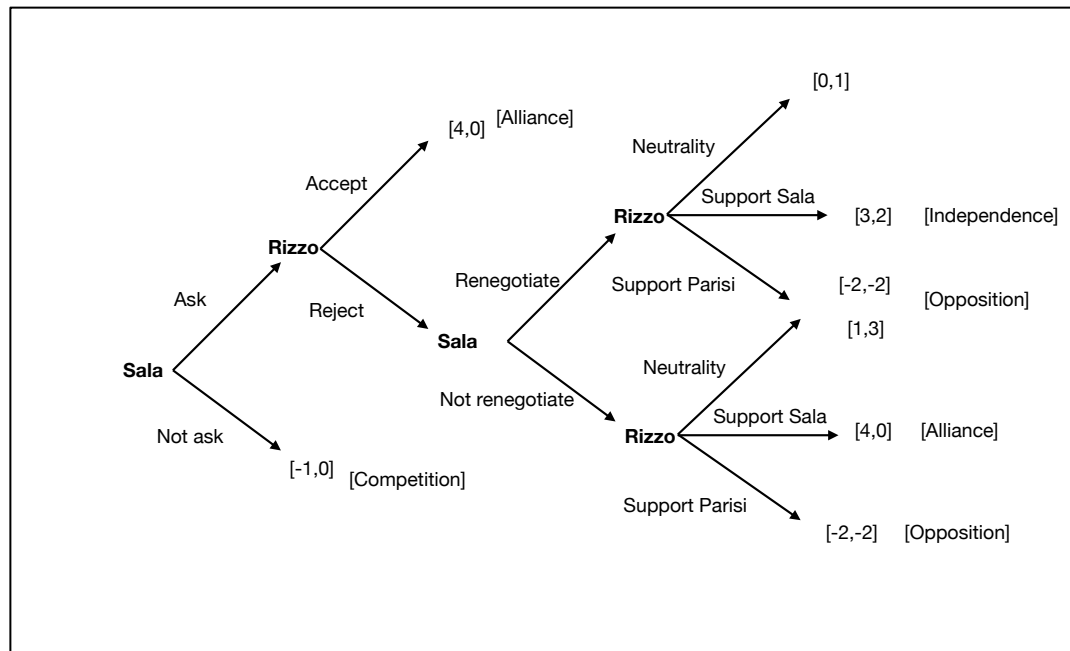 [0,1]
[4,0] [Alliance]
Neutrality
Accept
Support Sala
Rizzo
[3,2] [Independence]
Rizzo
Renegotiate
Support Parisi
[-2,-2]
[Opposition]
Ask
Reject
[1,3]
Sala
Neutrality
Sala
Not renegotiate
Support Sala
Not ask
Rizzo
[4,0] [Alliance]
[-1,0] [Competition]
Support Parisi
[-2,-2] [Opposition]